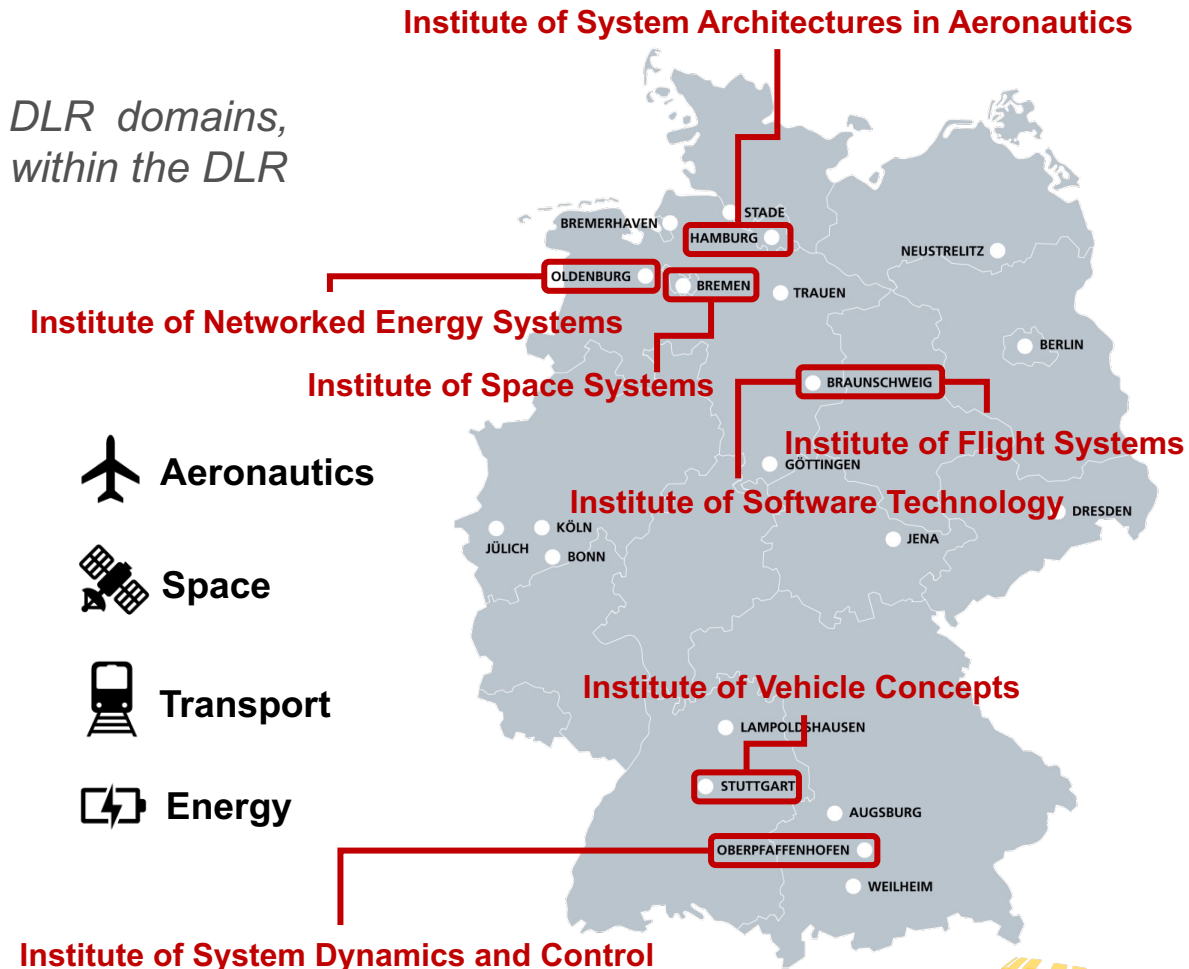 Institute of System Architectures in Aeronautics
DLR domains,
within the DLR
STADE
BREMERHAVEN
HAMBURG
NEUSTRELITZ
OLDENBURG
BREMEN
TRAUEN
Institute of Networked Energy Systems
BERLIN
Institute of Space Systems
BRAUNSCHWEIG
Institute of Flight Systems
GÖTTINGEN
Aeronautics
Institute of Software Technology
DRESDEN
KÖLN
JÜLICH
BONN
JENA
Space
Institute of Vehicle Concepts
Transport
LAMPOLDSHAUSEN
STUTTGART
Energy
AUGSBURG
OBERPFAFFENHOFEN
WEILHEIM
Institute of System Dynamics and Control